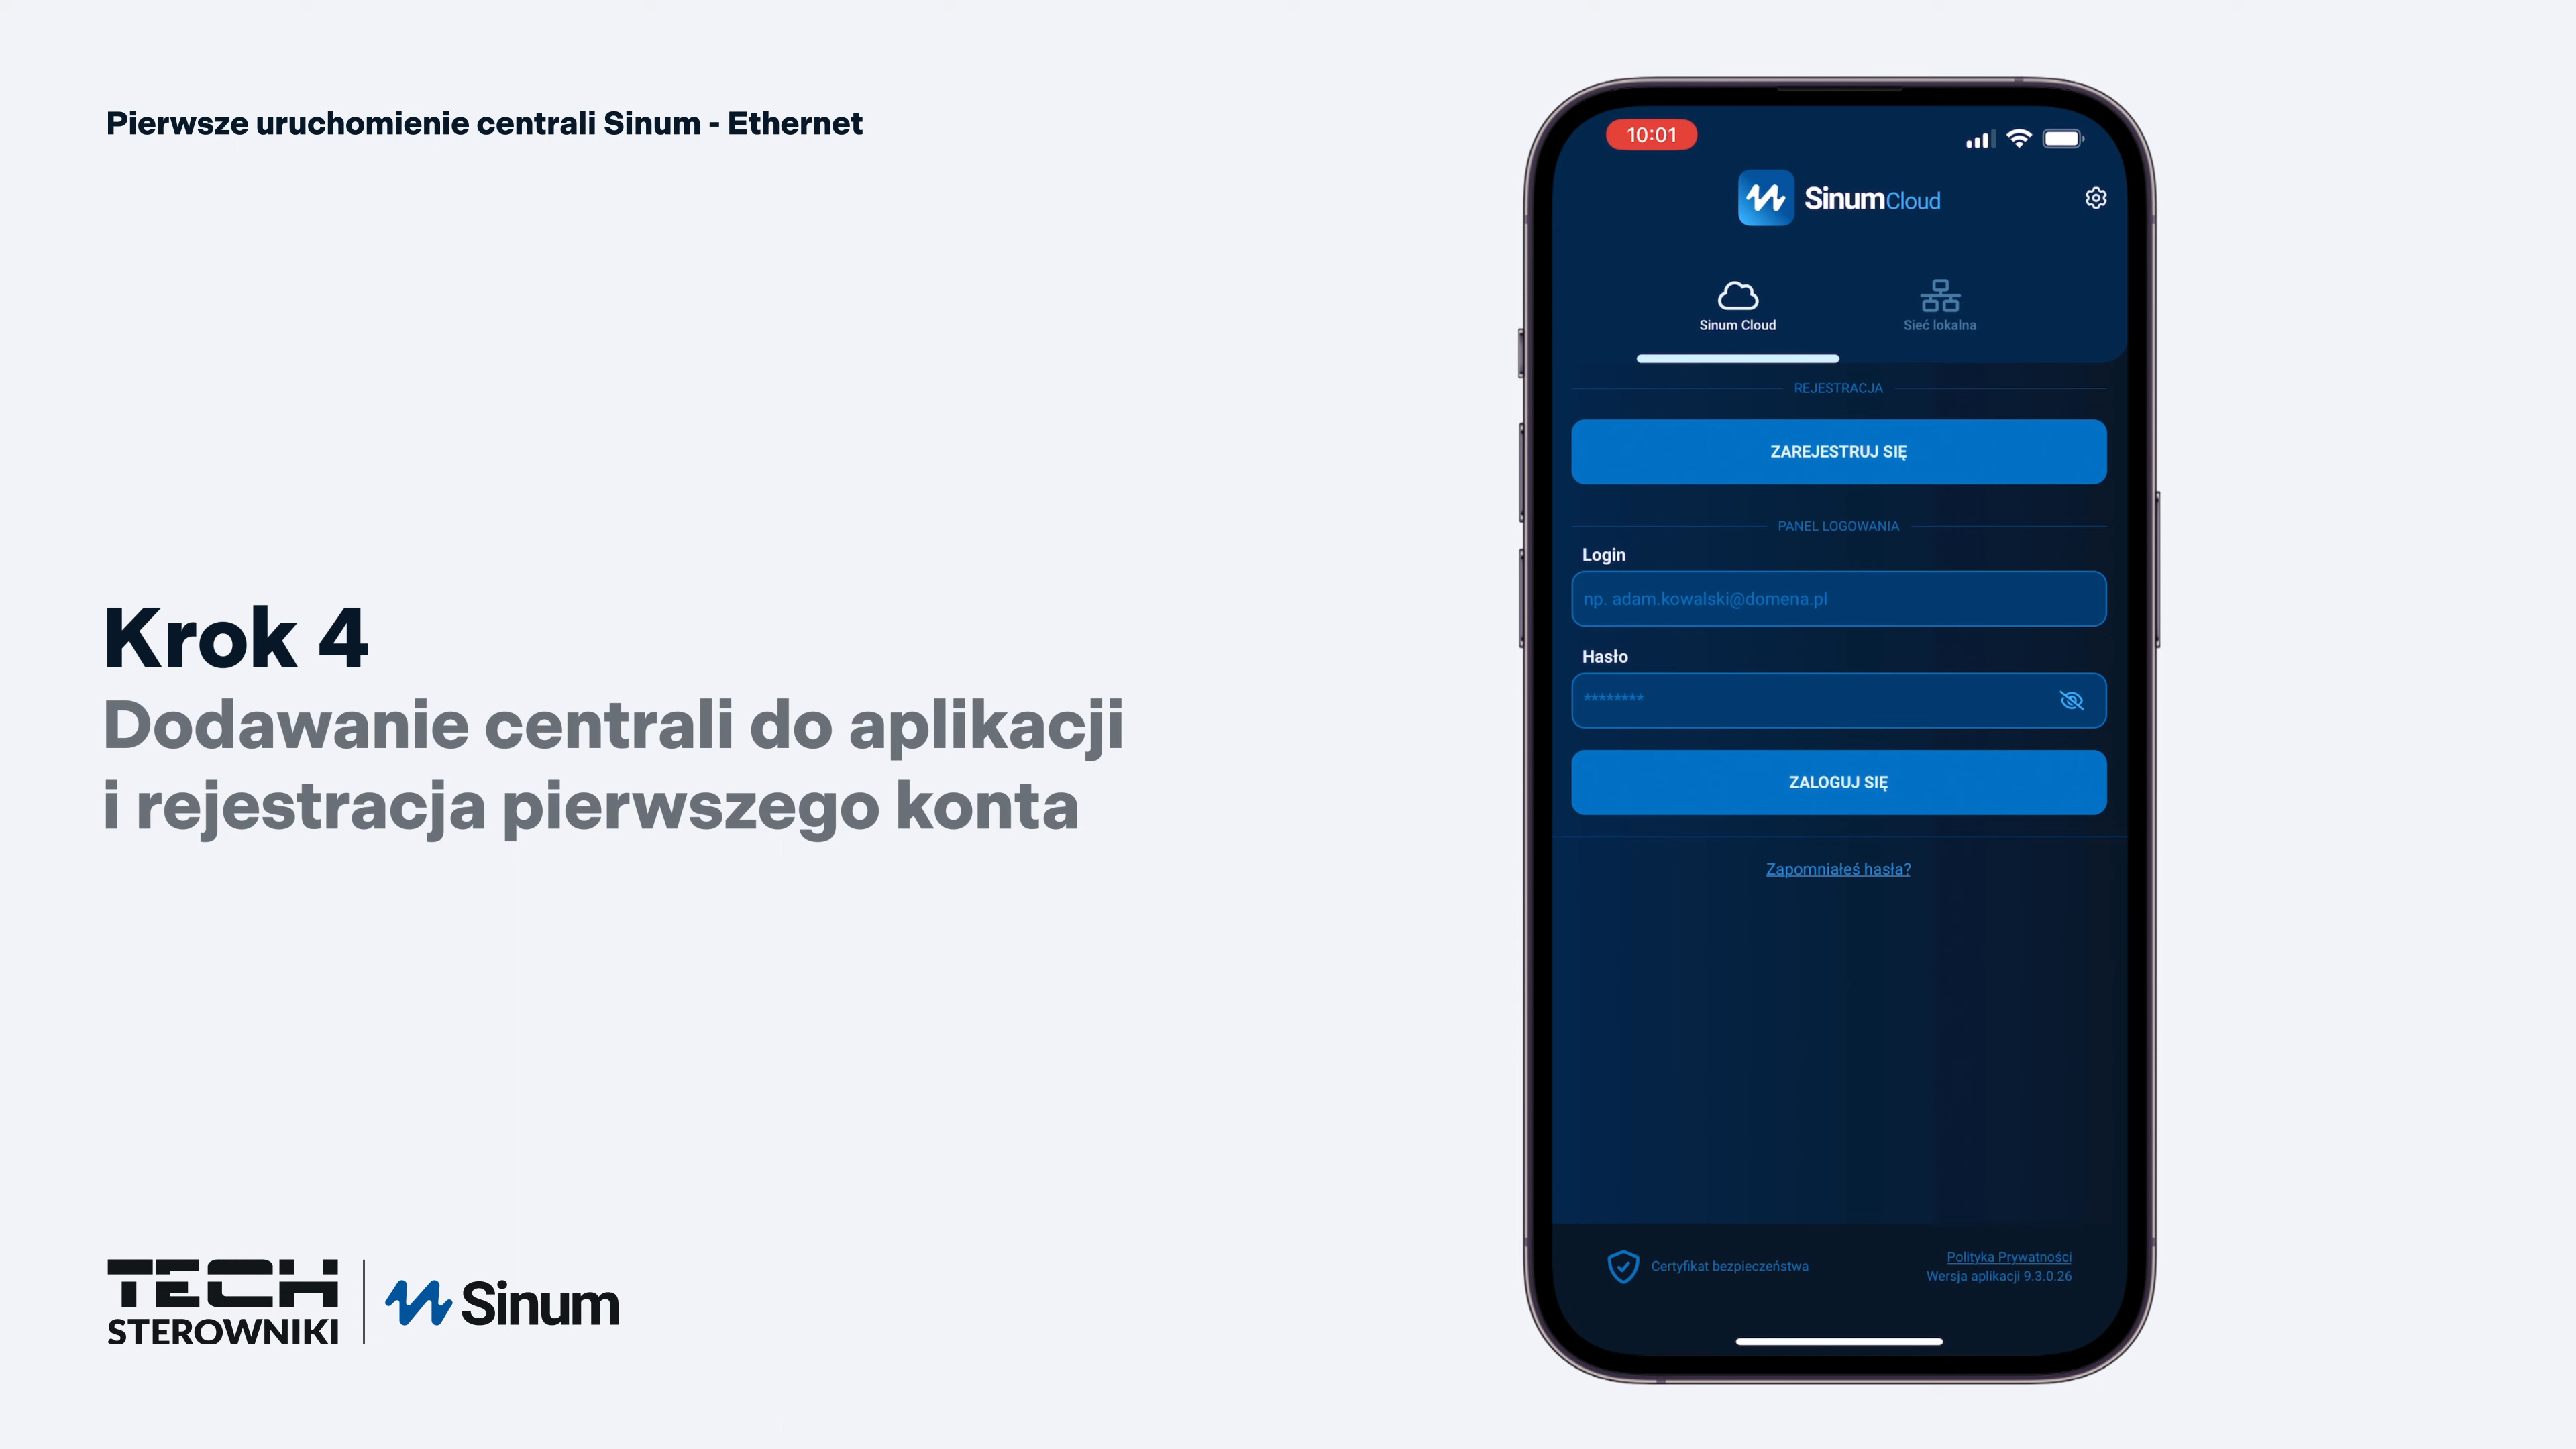 Pierwsze uruchomienie centrali Sinum - Ethernet
Krok 4
Dodawanie centrali do aplikacji
i rejestracja pierwszego konta
TECH
STEROWNIKI
Sinum
10:01
SinumCloud
Sinum Cloud
Sieć lokalna
REJESTRACJA
ZAREJESTRUJ SIĘ
PANEL LOGOWANIA
Login
np. adam.kowalski@domena.pl
Hasło
********
ZALOGUJ SIĘ
Zapomniałeś hasła?
Certyfikat bezpieczeństwa
Polityka Prywatności
Wersja aplikacji 9.3.0.26